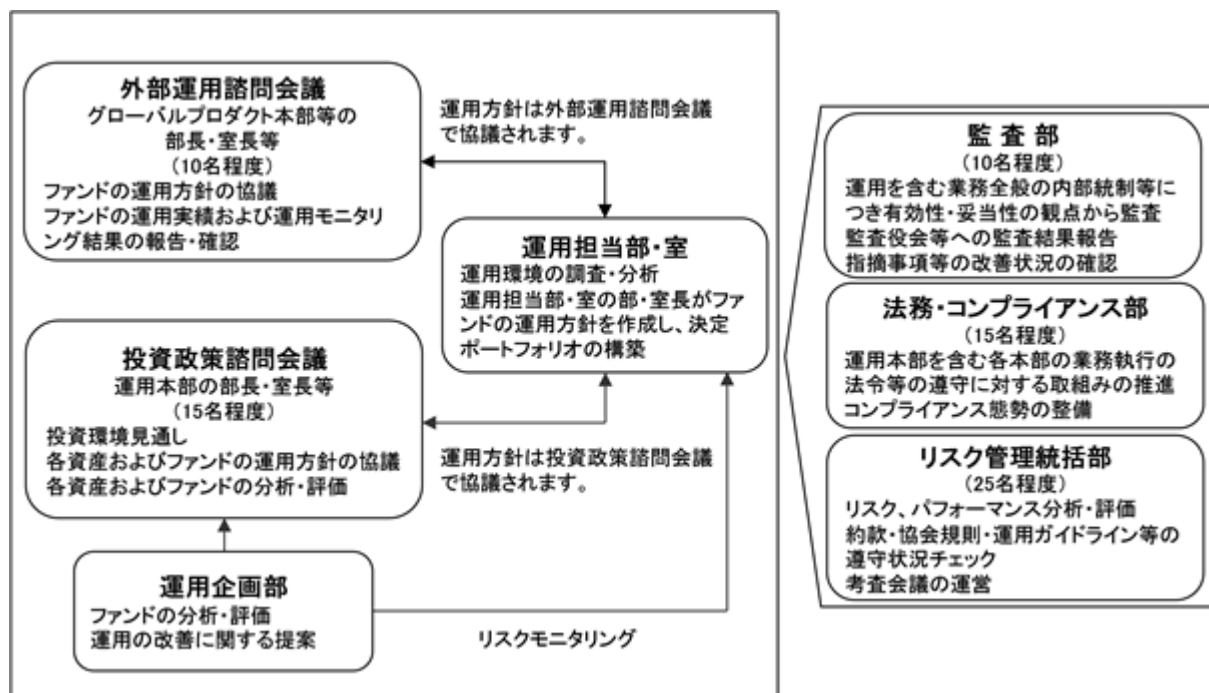 外部運用諮問会議
グローバルプロダクト本部等の
部長・室長等
(10名程度)
ファンドの運用方針の協議
ファンドの運用実績および運用モニタリ
ング結果の報告・確認
運用方針は外部運用諮問会議
で協議されます。
運用担当部・室
運用環境の調査・分析
運用担当部・室の部・室長がファ
ンドの運用方針を作成し、決定
ポートフォリオの構築
投資政策諮問会議
運用本部の部長・室長等
(15名程度)
投資環境見通し
各資産およびファンドの運用方針の協議
各資産およびファンドの分析・評価
運用方針は投資政策諮問会議
で協議されます。
運用企画部
ファンドの分析・評価
運用の改善に関する提案
リスクモニタリング
監 査 部
(10名程度)
運用を含む業務全般の内部統制等に
つき有効性・妥当性の観点から監査
監査役会等への監査結果報告
指摘事項等の改善状況の確認
法務・コンプライアンス部
(15名程度)
運用本部を含む各本部の業務執行の
法令等の遵守に対する取組みの推進
コンプライアンス態勢の整備
リスク管理統括部
(25名程度)
リスク、パフォーマンス分析・評価
約款・協会規則・運用ガイドライン等の
遵守状況チェック
考査会議の運営